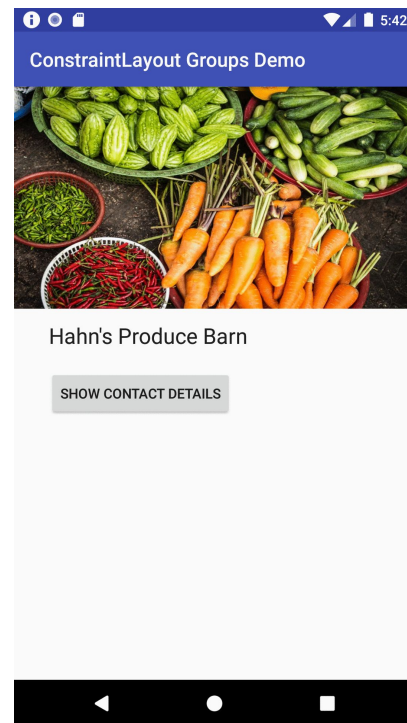 5:42
ConstraintLayout Groups Demo
Hahn's Produce Barn
SHOW CONTACT DETAILS